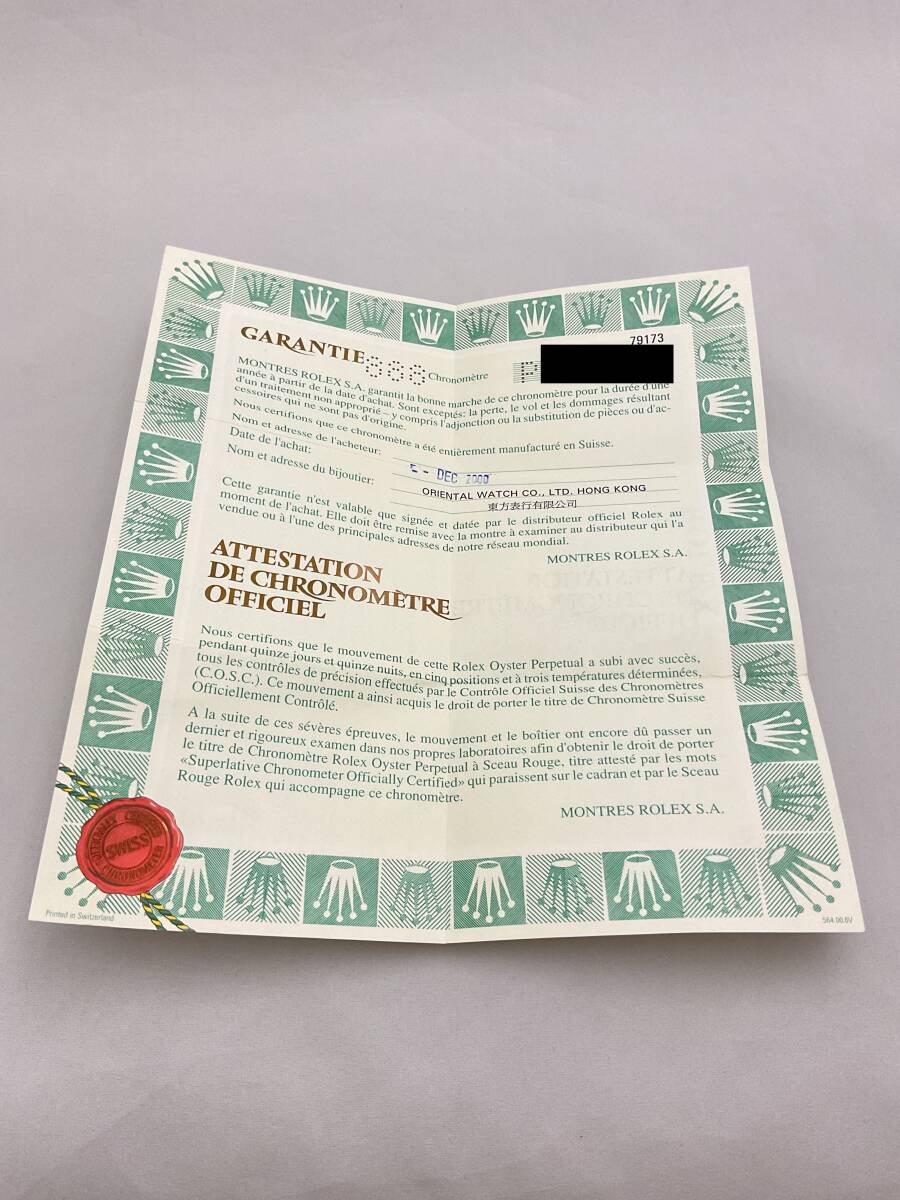 79173
GARANTIE
888 Chronomètre P
MONTRES ROLEX S.A. garantit la bonne marche de ce chronomètre pour la durée d'une
année à partir de la date d'achat. Sont exceptés: la perte, le vol et les dommages résultant
d'un traitement non approprié – y compris l'adjonction ou la substitution de pièces ou d'ac-
cessoires qui ne sont pas d'origine.
Nous certifions que ce chronomètre a été entièrement manufacturé en Suisse.
Nom et adresse de l'acheteur:
Date de l'achat: 5 - DEC 2000
Nom et adresse du bijoutier: ORIENTAL WATCH CO., LTD. HONG KONG
東方表行有限公司
Cette garantie n'est valable que signée et datée par le distributeur officiel Rolex au
moment de l'achat. Elle doit être remise avec la montre à examiner au distributeur qui l'a
vendue ou à l'une des principales adresses de notre réseau mondial.
MONTRES ROLEX S.A.
ATTESTATION
DE CHRONOMÈTRE
OFFICIEL
Nous certifions que le mouvement de cette Rolex Oyster Perpetual a subi avec succès,
pendant quinze jours et quinze nuits, en cinq positions et à trois températures déterminées,
tous les contrôles de précision effectués par le Contrôle Officiel Suisse des Chronomètres
(C.O.S.C.). Ce mouvement a ainsi acquis le droit de porter le titre de Chronomètre Suisse
Officiellement Contrôlé.
A la suite de ces sévères épreuves, le mouvement et le boîtier ont encore dû passer un
dernier et rigoureux examen dans nos propres laboratoires afin d'obtenir le droit de porter
le titre de Chronomètre Rolex Oyster Perpetual à Sceau Rouge, titre attesté par les mots
«Superlative Chronometer Officially Certified» qui paraissent sur le cadran et par le Sceau
Rouge Rolex qui accompagne ce chronomètre.
MONTRES ROLEX S.A.
OFFICIALLY CERTIFIED
SWISS
CHRONOMETER
Printed in Switzerland
564.00.6V